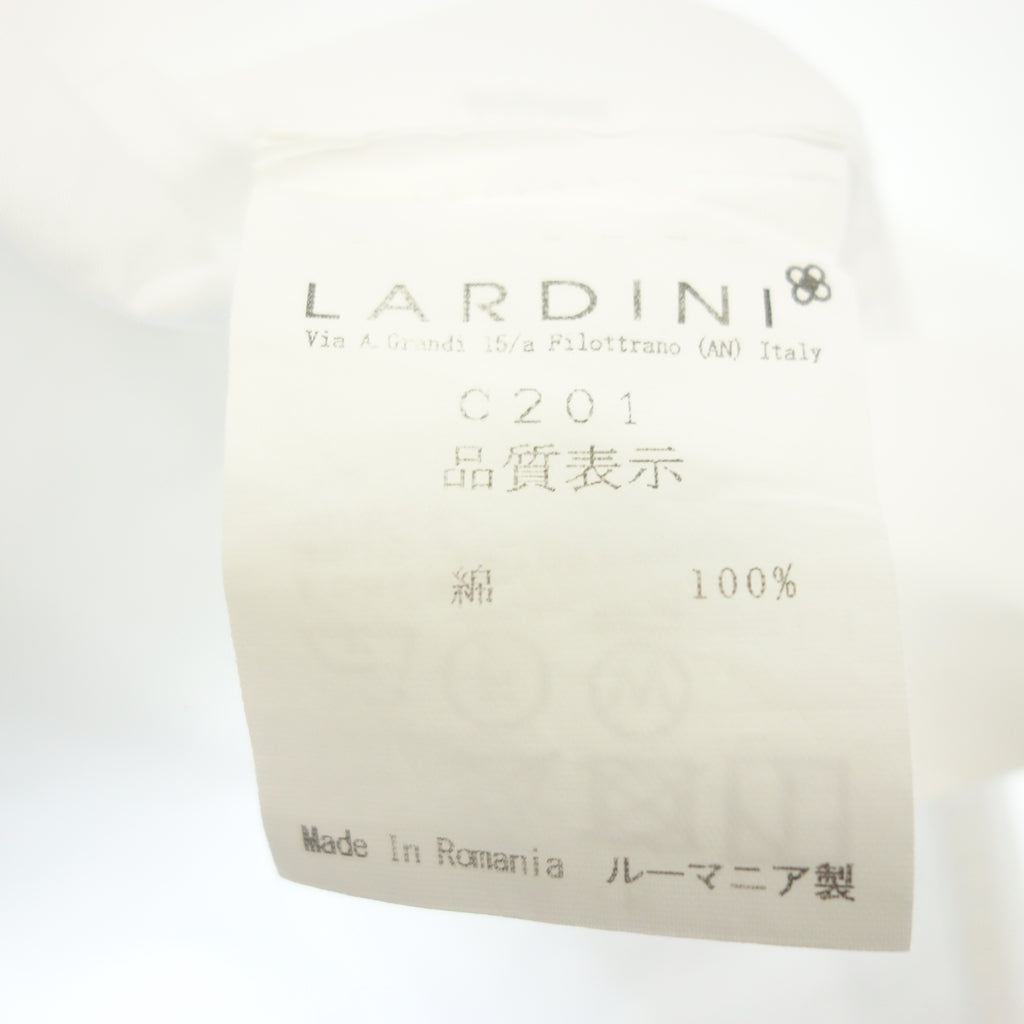 LARDINI
Via A.Grandi 15/a Filottrano (AN) Italy
C201
品質表示
綿 100%
Made In Romania ルーマニア製